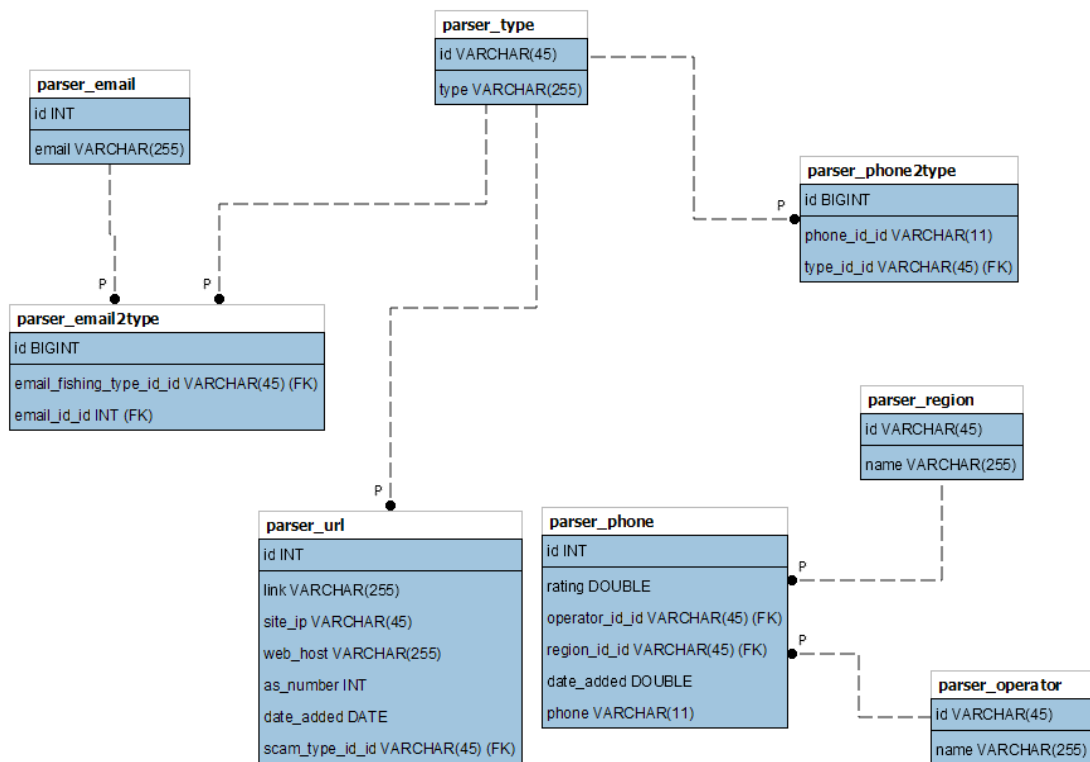 parser_type
id VARCHAR(45)
type VARCHAR(255)
parser_email
id INT
email VARCHAR(255)
parser_phone2type
id BIGINT
phone_id_id VARCHAR(11)
type_id_id VARCHAR(45) (FK)
P
P
P
parser_email2type
id BIGINT
email_fishing_type_id_id VARCHAR(45) (FK)
email_id_id INT (FK)
parser_region
id VARCHAR(45)
name VARCHAR(255)
P
parser_url
id INT
link VARCHAR(255)
site_ip VARCHAR(45)
web_host VARCHAR(255)
as_number INT
date_added DATE
scam_type_id_id VARCHAR(45) (FK)
parser_phone
id INT
rating DOUBLE
operator_id_id VARCHAR(45) (FK)
region_id_id VARCHAR(45) (FK)
date_added DOUBLE
phone VARCHAR(11)
P
P
parser_operator
id VARCHAR(45)
name VARCHAR(255)